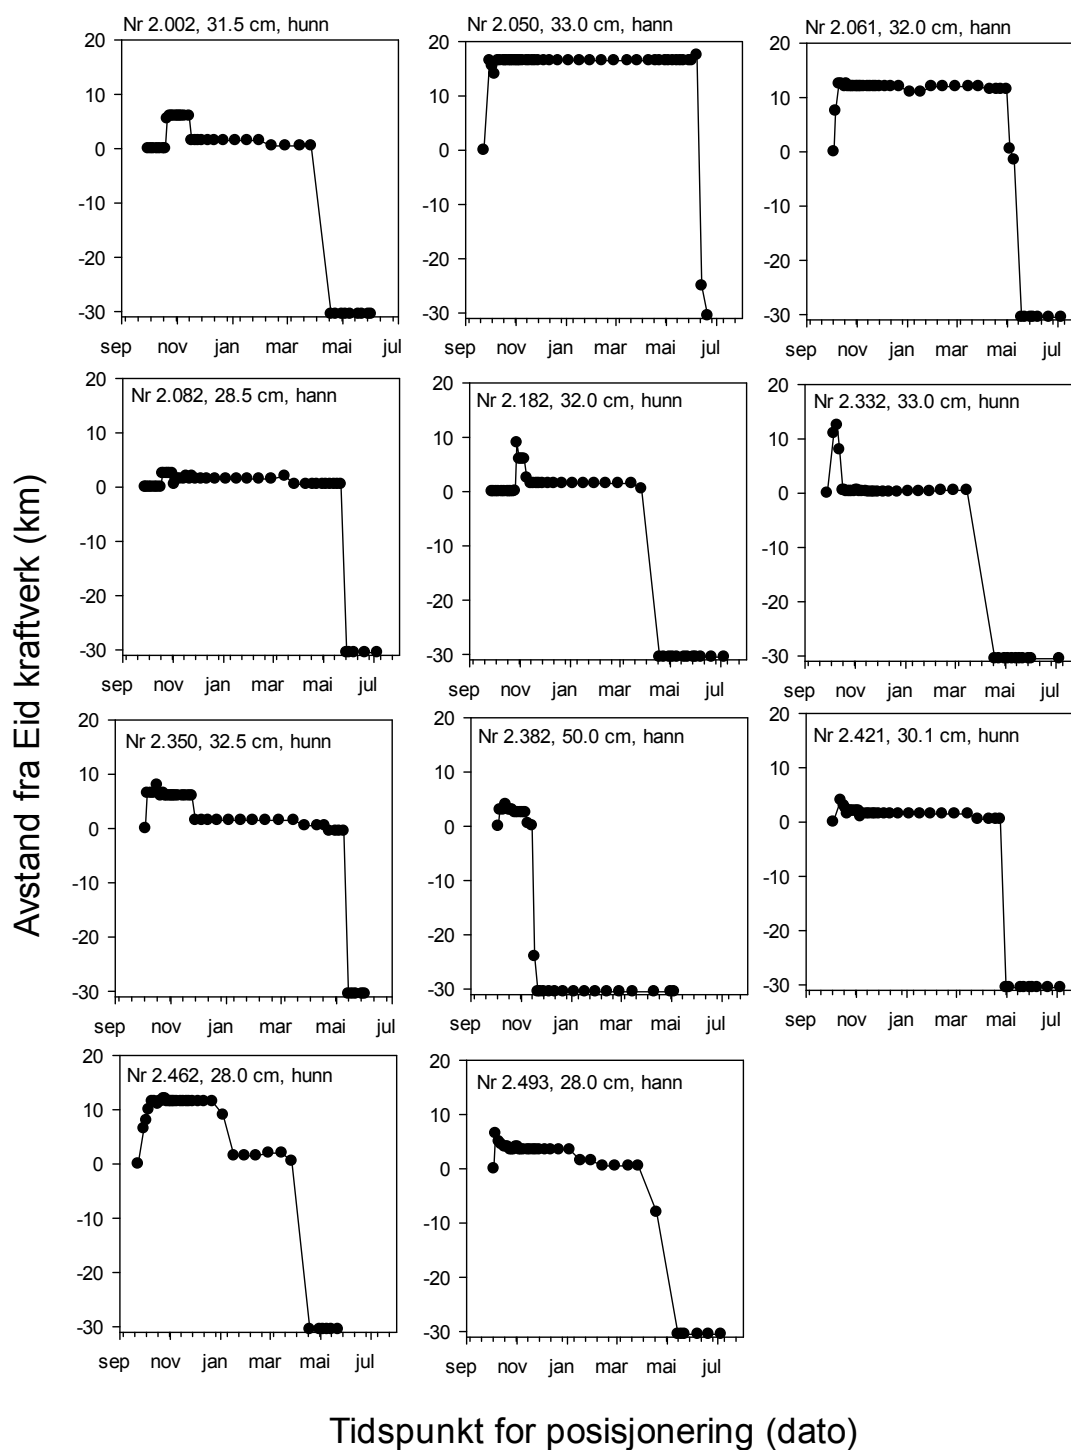 Nr 2.002, 31.5 cm, hunn
Nr 2.050, 33.0 cm, hann
Nr 2.061, 32.0 cm, hann
20
10
0
-10
-20
-30
sep nov jan mar mai jul
20
10
0
-10
-20
-30
sep nov jan mar mai jul
20
10
0
-10
-20
-30
sep nov jan mar mai jul
Avstand fra Eid kraftverk (km)
Nr 2.082, 28.5 cm, hann
20
10
0
-10
-20
-30
sep nov jan mar mai jul
Nr 2.182, 32.0 cm, hunn
20
10
0
-10
-20
-30
sep nov jan mar mai jul
Nr 2.332, 33.0 cm, hunn
20
10
0
-10
-20
-30
sep nov jan mar mai jul
Nr 2.350, 32.5 cm, hunn
20
10
0
-10
-20
-30
sep nov jan mar mai jul
Nr 2.382, 50.0 cm, hann
20
10
0
-10
-20
-30
sep nov jan mar mai jul
Nr 2.421, 30.1 cm, hunn
20
10
0
-10
-20
-30
sep nov jan mar mai jul
Nr 2.462, 28.0 cm, hunn
20
10
0
-10
-20
-30
sep nov jan mar mai jul
Nr 2.493, 28.0 cm, hann
20
10
0
-10
-20
-30
sep nov jan mar mai jul
Tidspunkt for posisjonering (dato)